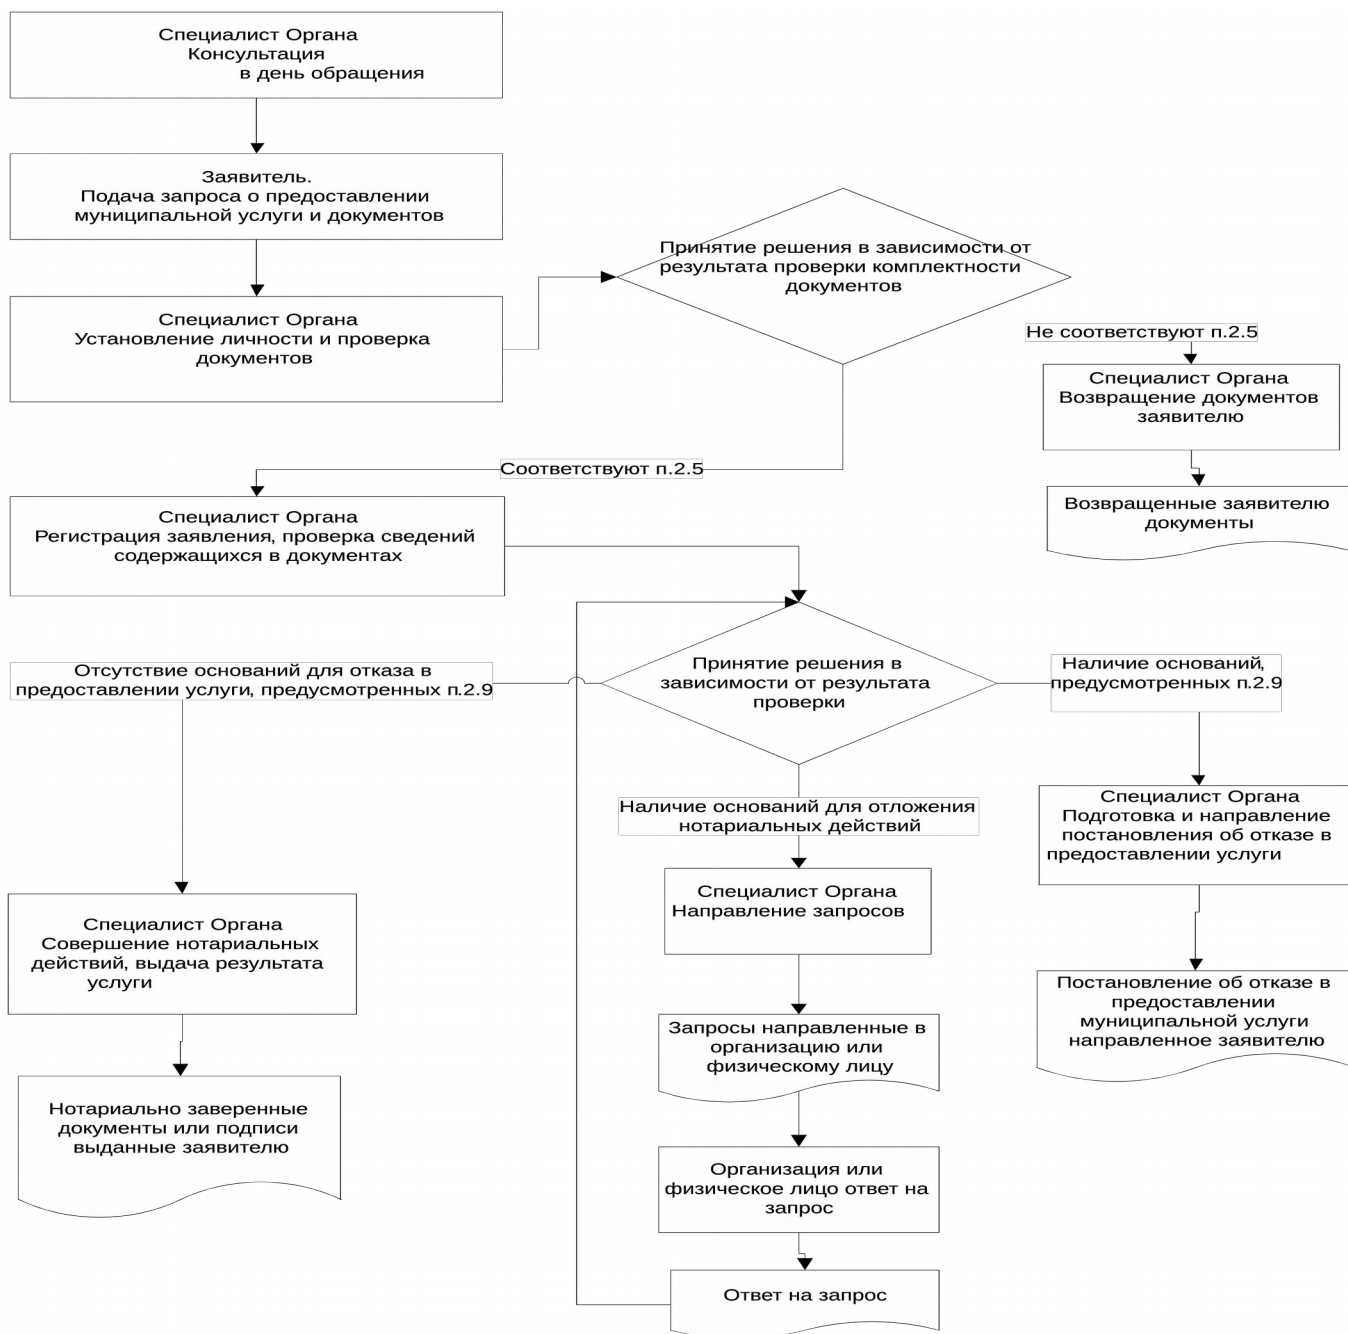 Специалист Органа
Консультация
в день обращения
Заявитель.
Подача запроса о предоставлении
муниципальной услуги и документов
Специалист Органа
Установление личности и проверка
документов
Принятие решения в зависимости от
результата проверки комплектности
документов
Не соответствуют п.2.5
Специалист Органа
Возвращение документов
заявителю
Возвращенные заявителю
документы
Соответствуют п.2.5
Специалист Органа
Регистрация заявления, проверка сведений
содержащихся в документах
Принятие решения в
зависимости от результата
проверки
Отсутствие оснований для отказа в
предоставлении услуги, предусмотренных п.2.9
Наличие оснований,
предусмотренных п.2.9
Наличие оснований для отложения
нотариальных действий
Специалист Органа
Подготовка и направление
постановления об отказе в
предоставлении услуги
Специалист Органа
Направление запросов
Специалист Органа
Совершение нотариальных
действий, выдача результата
услуги
Постановление об отказе в
предоставлении
муниципальной услуги
направленное заявителю
Запросы направленные в
организацию или
физическому лицу
Нотариально заверенные
документы или подписи
выданные заявителю
Организация или
физическое лицо ответ на
запрос
Ответ на запрос